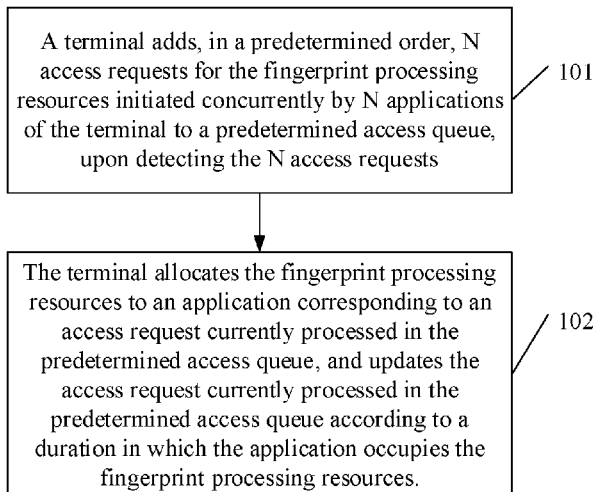 A terminal adds, in a predetermined order, N
access requests for the fingerprint processing
resources initiated concurrently by N applications
of the terminal to a predetermined access queue,
upon detecting the N access requests
101
The terminal allocates the fingerprint processing
resources to an application corresponding to an
access request currently processed in the
predetermined access queue, and updates the
access request currently processed in the
predetermined access queue according to a
duration in which the application occupies the
fingerprint processing resources.
102